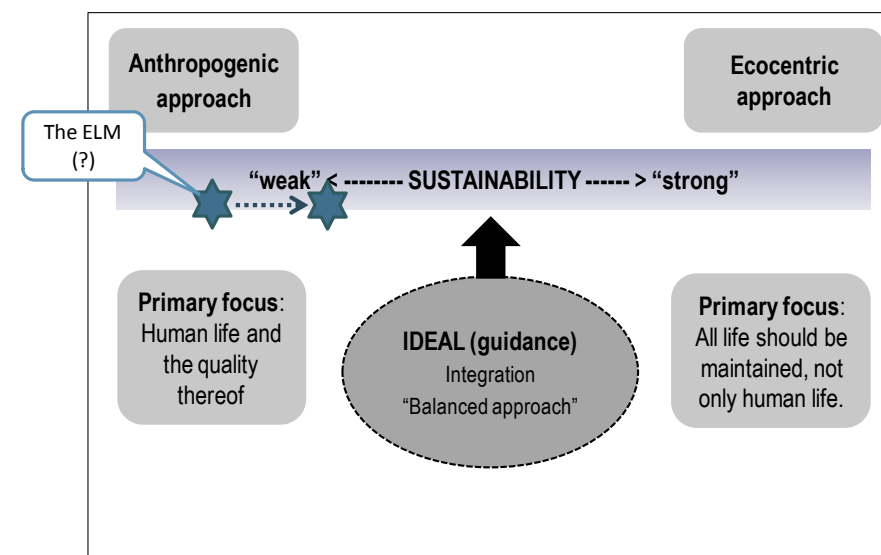 Anthropogenic
approach
Ecocentric
approach
The ELM
(?)
“weak” < -------- SUSTAINABILITY ------ > “strong”
Primary focus:
Human life and
the quality
thereof
IDEAL (guidance)
Integration
“Balanced approach”
Primary focus:
All life should be
maintained, not
only human life.